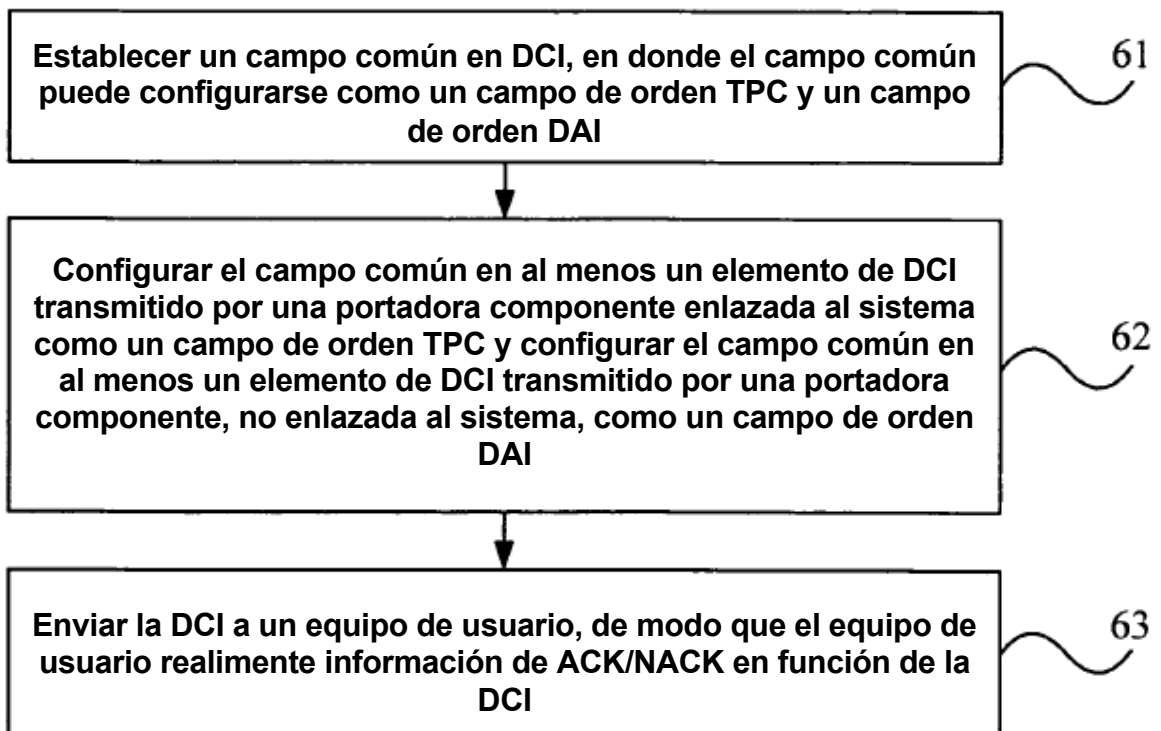 Establecer un campo común en DCI, en donde el campo común
puede configurarse como un campo de orden TPC y un campo
de orden DAI
61
Configurar el campo común en al menos un elemento de DCI
transmitido por una portadora componente enlazada al sistema
como un campo de orden TPC y configurar el campo común en
al menos un elemento de DCI transmitido por una portadora
componente, no enlazada al sistema, como un campo de orden
DAI
62
Enviar la DCI a un equipo de usuario, de modo que el equipo de
usuario realimente información de ACK/NACK en función de la
DCI
63